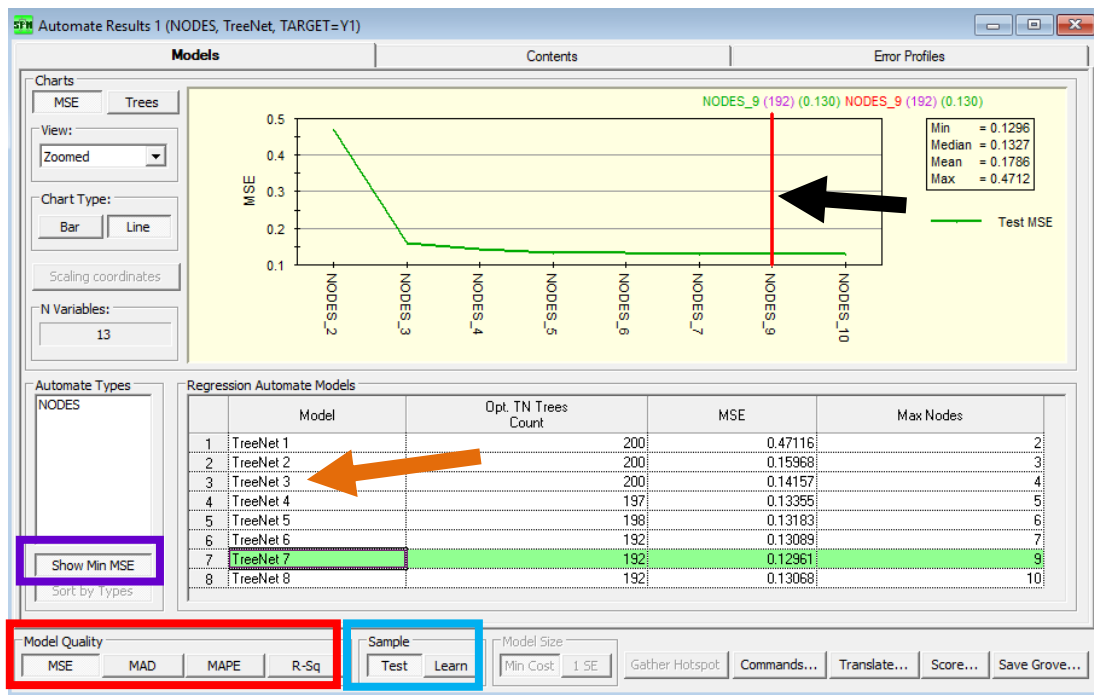 SPM Automate Results 1 (NODES, TreeNet, TARGET=Y1)
Models Contents Error Profiles
Charts
MSE Trees
View:
Zoomed
Chart Type:
Bar Line
Scaling coordinates
N Variables:
13
NODES_9 (192) (0.130) NODES_9 (192) (0.130)
MSE
0.5
0.4
0.3
0.2
0.1
NODES_2 NODES_3 NODES_4 NODES_5 NODES_6 NODES_7 NODES_9 NODES_10
Min = 0.1296
Median = 0.1327
Mean = 0.1786
Max = 0.4712
Test MSE
Automate Types
NODES
Show Min MSE
Sort by Types
Regression Automate Models
Model Opt. TN Trees Count MSE Max Nodes
1 TreeNet 1 200 0.47116 2
2 TreeNet 2 200 0.15968 3
3 TreeNet 3 200 0.14157 4
4 TreeNet 4 197 0.13355 5
5 TreeNet 5 198 0.13183 6
6 TreeNet 6 192 0.13089 7
7 TreeNet 7 192 0.12961 9
8 TreeNet 8 192 0.13068 10
Model Quality
MSE MAD MAPE R-Sq
Sample
Test Learn
Model Size
Min Cost 1 SE
Gather Hotspot Commands... Translate... Score... Save Grove...